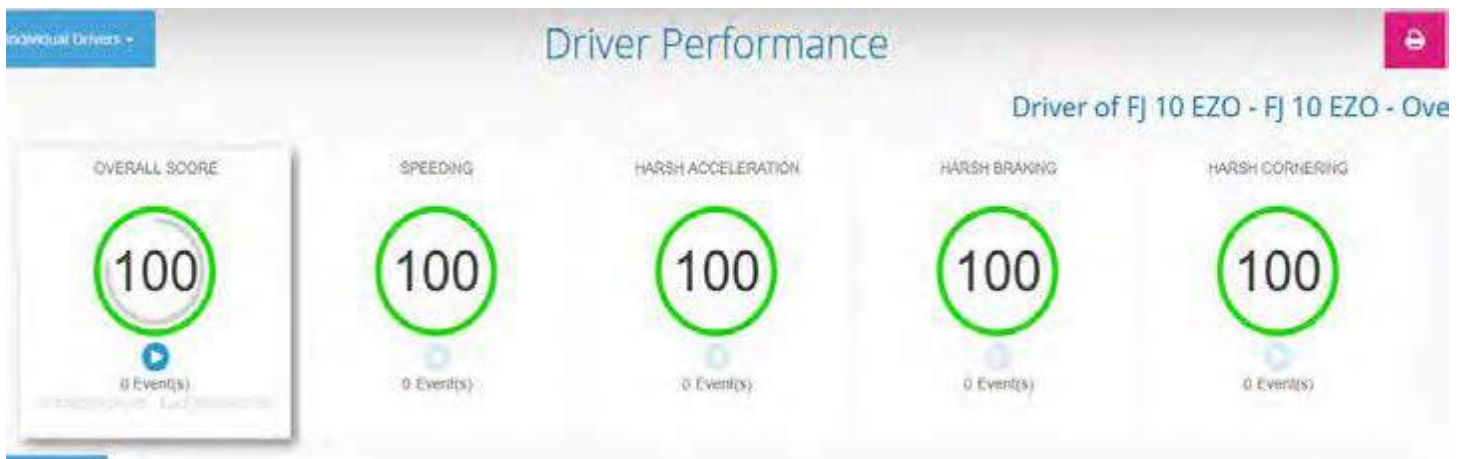 Individual Drivers
Driver Performance
Driver of FJ 10 EZO - FJ 10 EZO - Ove
OVERALL SCORE
SPEEDING
HARSH ACCELERATION
HARSH BRAKING
HARSH CORNERING
100
100
100
100
100
0 Event(s)
0 Event(s)
0 Event(s)
0 Event(s)
0 Event(s)